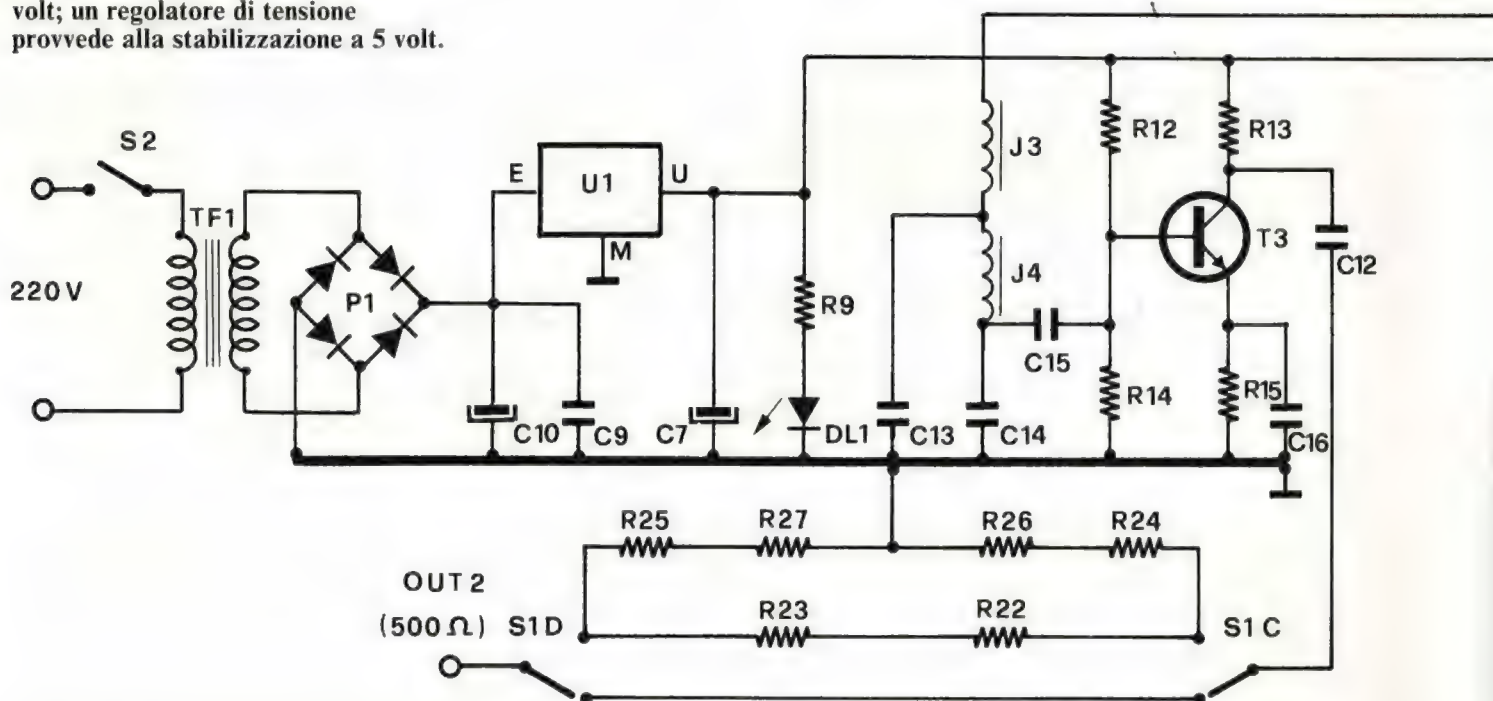 volt; un regolatore di tensione
provvede alla stabilizzazione a 5 volt.
S2
TF1
220V
P1
E
U1
U
M
C10
C9
C7
R9
DL1
J3
J4
C13
C14
C15
R12
R13
R14
T3
R15
C12
C16
R25
R27
R26
R24
OUT 2
(500 Ω)
S1D
R23
R22
S1C